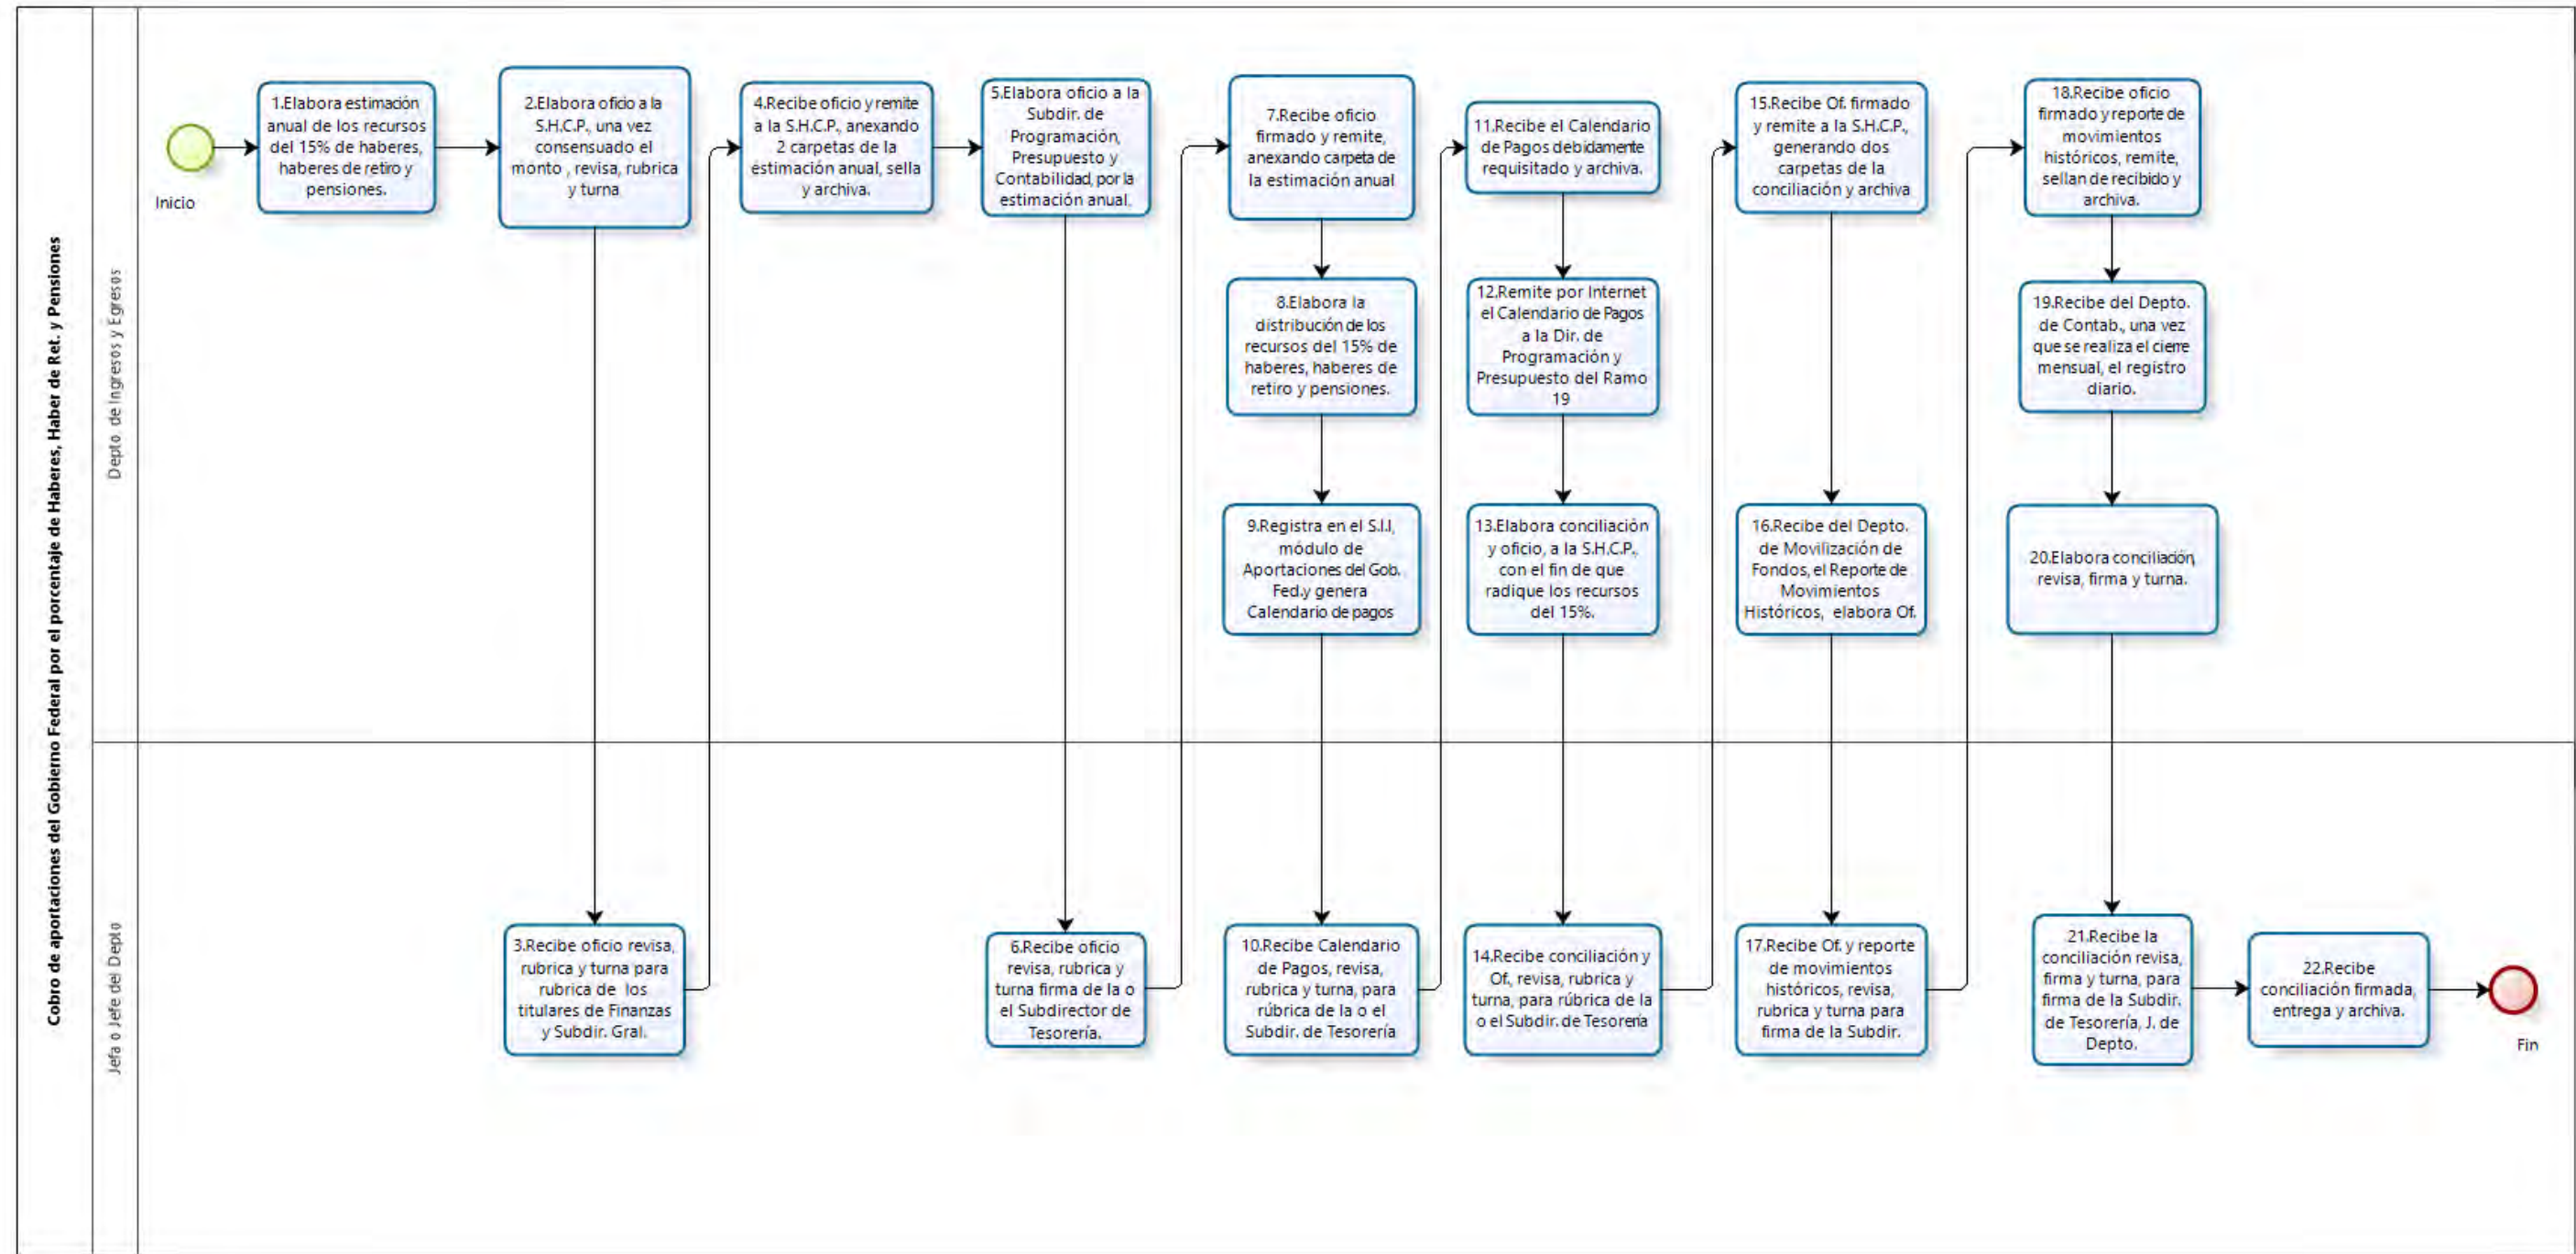 Cobro de aportaciones del Gobierno Federal por el porcentaje de Haberes, Haber de Ret. y Pensiones
Depto. de Ingresos y Egresos
Inicio
1.Elabora estimación
anual de los recursos
del 15% de haberes,
haberes de retiro y
pensiones.
2.Elabora oficio a la
S.H.C.P., una vez
consensuado el
monto , revisa, rubrica
y turna
4.Recibe oficio y remite
a la S.H.C.P., anexando
2 carpetas de la
estimación anual, sella
y archiva.
5.Elabora oficio a la
Subdir. de
Programación,
Presupuesto y
Contabilidad, por la
estimación anual.
7.Recibe oficio
firmado y remite,
anexando carpeta de
la estimación anual
8.Elabora la
distribución de los
recursos del 15% de
haberes, haberes de
retiro y pensiones.
9.Registra en el S.I.I,
módulo de
Aportaciones del Gob.
Fed.y genera
Calendario de pagos
11.Recibe el Calendario
de Pagos debidamente
requisitado y archiva.
12.Remite por Internet
el Calendario de Pagos
a la Dir. de
Programación y
Presupuesto del Ramo
19
13.Elabora conciliación
y oficio, a la S.H.C.P.,
con el fin de que
radique los recursos
del 15%.
15.Recibe Of. firmado
y remite a la S.H.C.P.,
generando dos
carpetas de la
conciliación y archiva
16.Recibe del Depto.
de Movilización de
Fondos, el Reporte de
Movimientos
Históricos, elabora Of.
18.Recibe oficio
firmado y reporte de
movimientos
históricos, remite,
sellan de recibido y
archiva.
19.Recibe del Depto.
de Contab., una vez
que se realiza el cierre
mensual, el registro
diario.
20.Elabora conciliación,
revisa, firma y turna.
Jefa o Jefe del Depto
3.Recibe oficio revisa,
rubrica y turna para
rubrica de los
titulares de Finanzas
y Subdir. Gral.
6.Recibe oficio
revisa, rubrica y
turna firma de la o
el Subdirector de
Tesorería.
10.Recibe Calendario
de Pagos, revisa,
rubrica y turna, para
rúbrica de la o el
Subdir. de Tesorería
14.Recibe conciliación y
Of., revisa, rubrica y
turna, para rúbrica de la
o el Subdir. de Tesorería
17.Recibe Of. y reporte
de movimientos
históricos, revisa,
rubrica y turna para
firma de la Subdir.
21.Recibe la
conciliación revisa,
firma y turna, para
firma de la Subdir.
de Tesorería, J. de
Depto.
22.Recibe
conciliación firmada,
entrega y archiva.
Fin